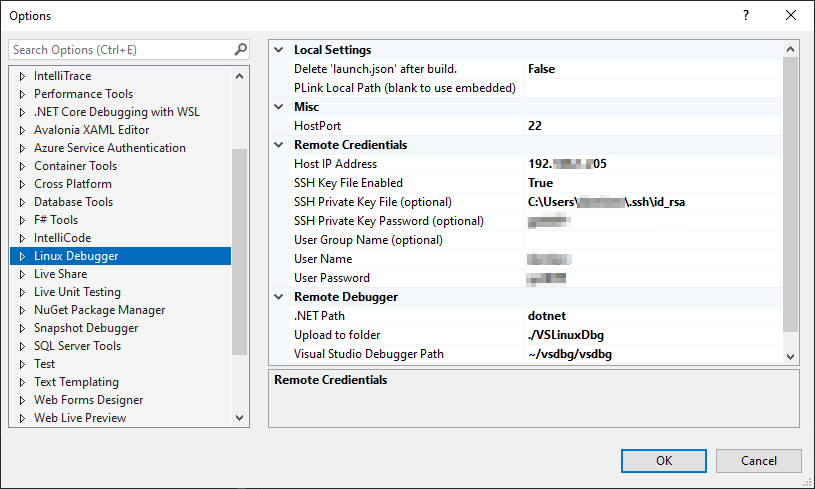 Options
?
Search Options (Ctrl+E)
IntelliTrace
Performance Tools
.NET Core Debugging with WSL
Avalonia XAML Editor
Azure Service Authentication
Container Tools
Cross Platform
Database Tools
F# Tools
IntelliCode
Linux Debugger
Live Share
Live Unit Testing
NuGet Package Manager
Snapshot Debugger
SQL Server Tools
Test
Text Templating
Web Forms Designer
Web Live Preview
Local Settings
Delete 'launch.json' after build. False
PLink Local Path (blank to use embedded)
Misc
HostPort 22
Remote Credientials
Host IP Address 192. 05
SSH Key File Enabled True
SSH Private Key File (optional) C:\Users\ \.ssh\id_rsa
SSH Private Key Password (optional)
User Group Name (optional)
User Name
User Password
Remote Debugger
.NET Path dotnet
Upload to folder ./VSLinuxDbg
Visual Studio Debugger Path ~/vsdbg/vsdbg
Remote Credientials
OK Cancel